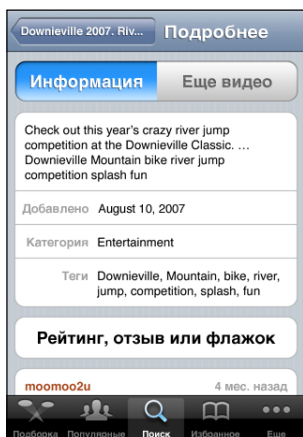 Downieville 2007. Riv... Подробнее
Информация Еще видео
Check out this year's crazy river jump
competition at the Downieville Classic. ...
Downieville Mountain bike river jump
competition splash fun
Добавлено August 10, 2007
Категория Entertainment
Теги Downieville, Mountain, bike, river,
jump, competition, splash, fun
Рейтинг, отзыв или флажок
moomoo2u 4 мес. назад
Подборка Популярные Поиск Избранное Еще